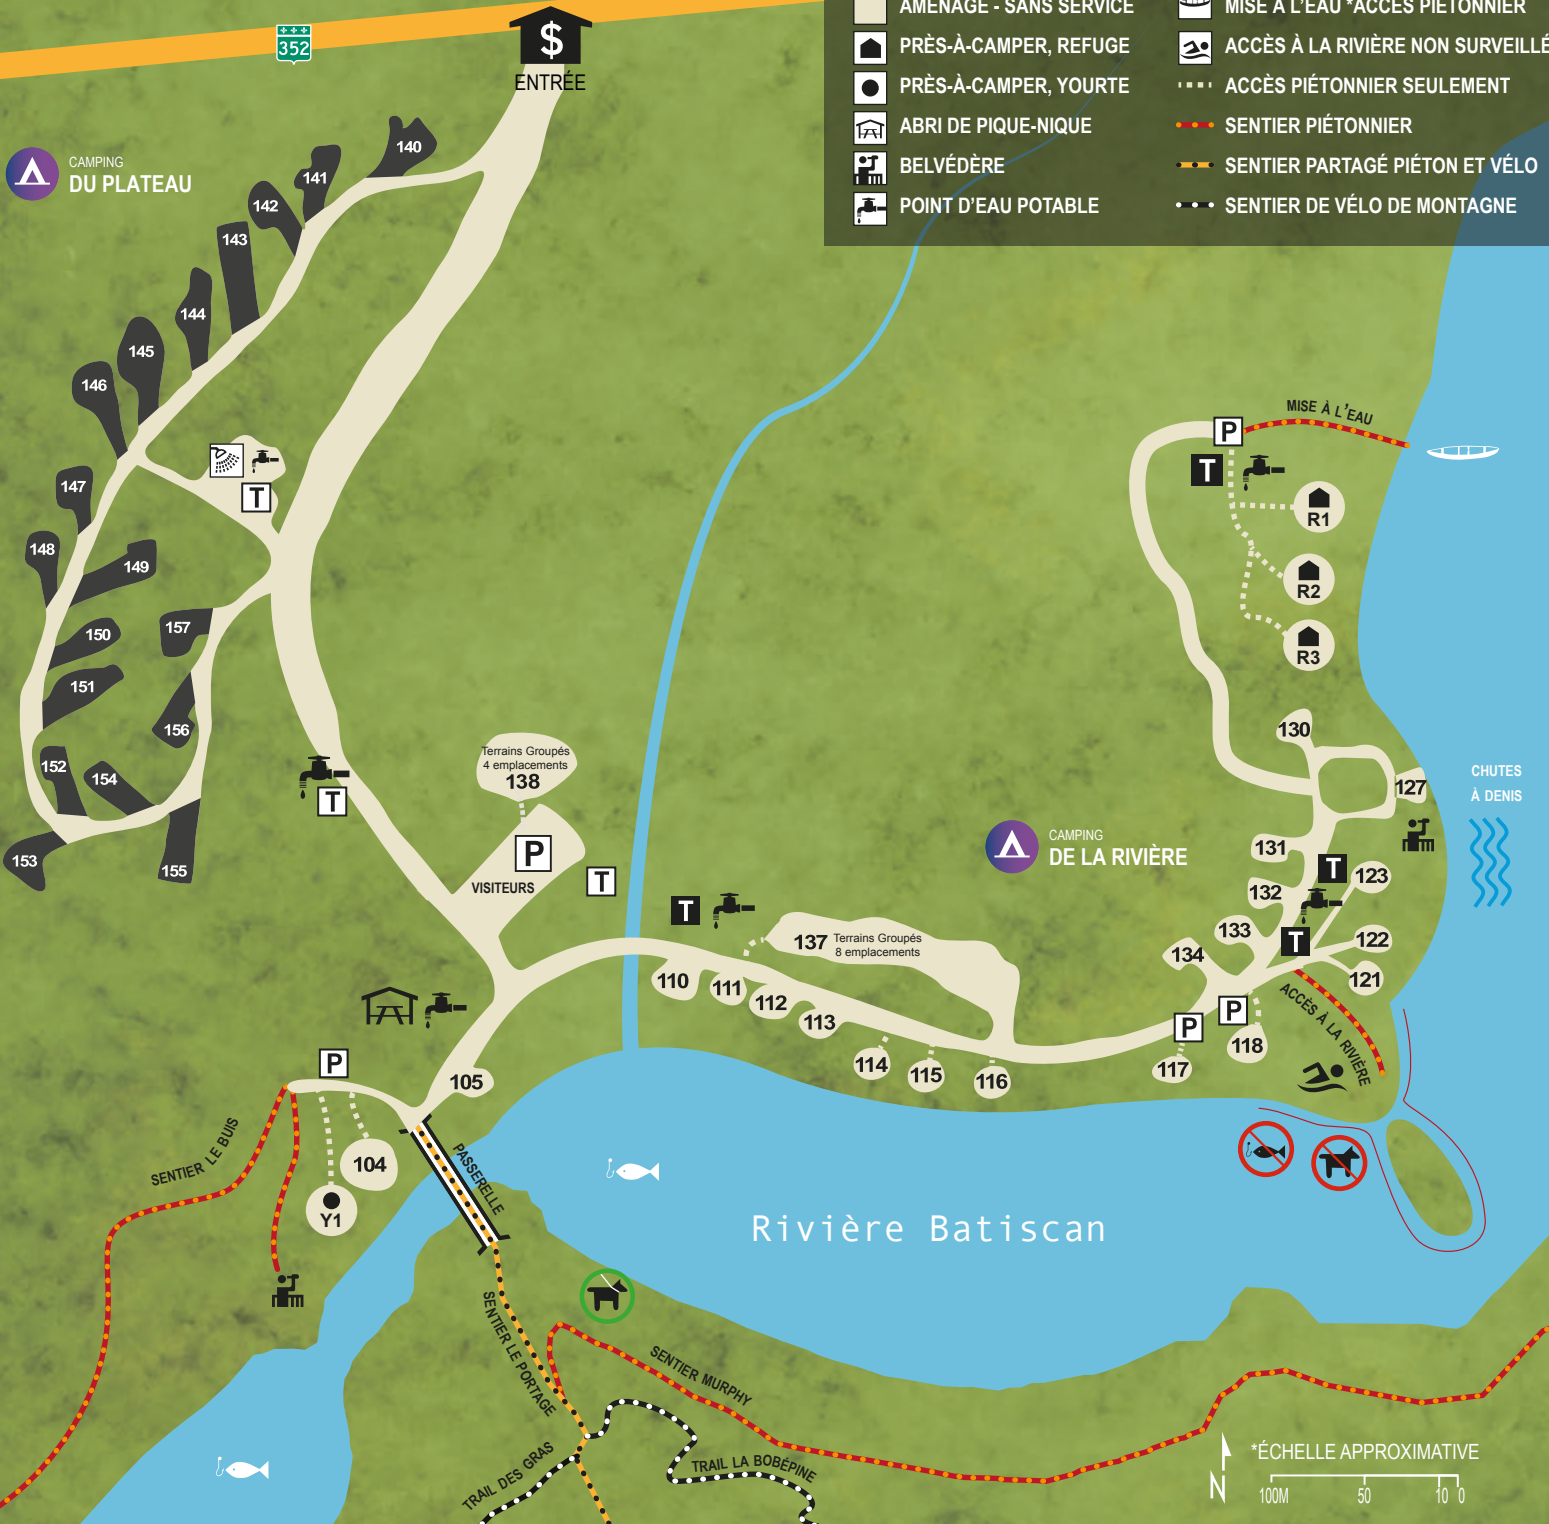 352
$
ENTRÉE
AMÉNAGÉ - SANS SERVICE
PRÈS-À-CAMPER, REFUGE
PRÈS-À-CAMPER, YOURTE
ABRI DE PIQUE-NIQUE
BELVÉDÈRE
POINT D'EAU POTABLE
MISE À L'EAU *ACCÈS PIÉTONNIER
ACCÈS À LA RIVIÈRE NON SURVEILLÉ
ACCÈS PIÉTONNIER SEULEMENT
SENTIER PIÉTONNIER
SENTIER PARTAGÉ PIÉTON ET VÉLO
SENTIER DE VÉLO DE MONTAGNE
CAMPING
DU PLATEAU
140
141
142
143
144
145
146
147
148
149
150
151
152
153
154
155
156
157
T
T
Terrains Groupés
4 emplacements
138
P
VISITEURS
T
T
137 Terrains Groupés
8 emplacements
110
111
112
113
114
115
116
117
118
P
P
134
133
132
131
130
127
T
123
T
122
121
CAMPING
DE LA RIVIÈRE
P
MISE À L'EAU
T
R1
R2
R3
CHUTES
À DENIS
ACCÈS À LA RIVIÈRE
105
P
104
Y1
SENTIER LE BUIS
PASSERELLE
Rivière Batiscan
SENTIER LE PORTAGE
SENTIER MURPHY
TRAIL DES GRAS
TRAIL LA BOBÉPINE
N
*ÉCHELLE APPROXIMATIVE
100M 50 10 0